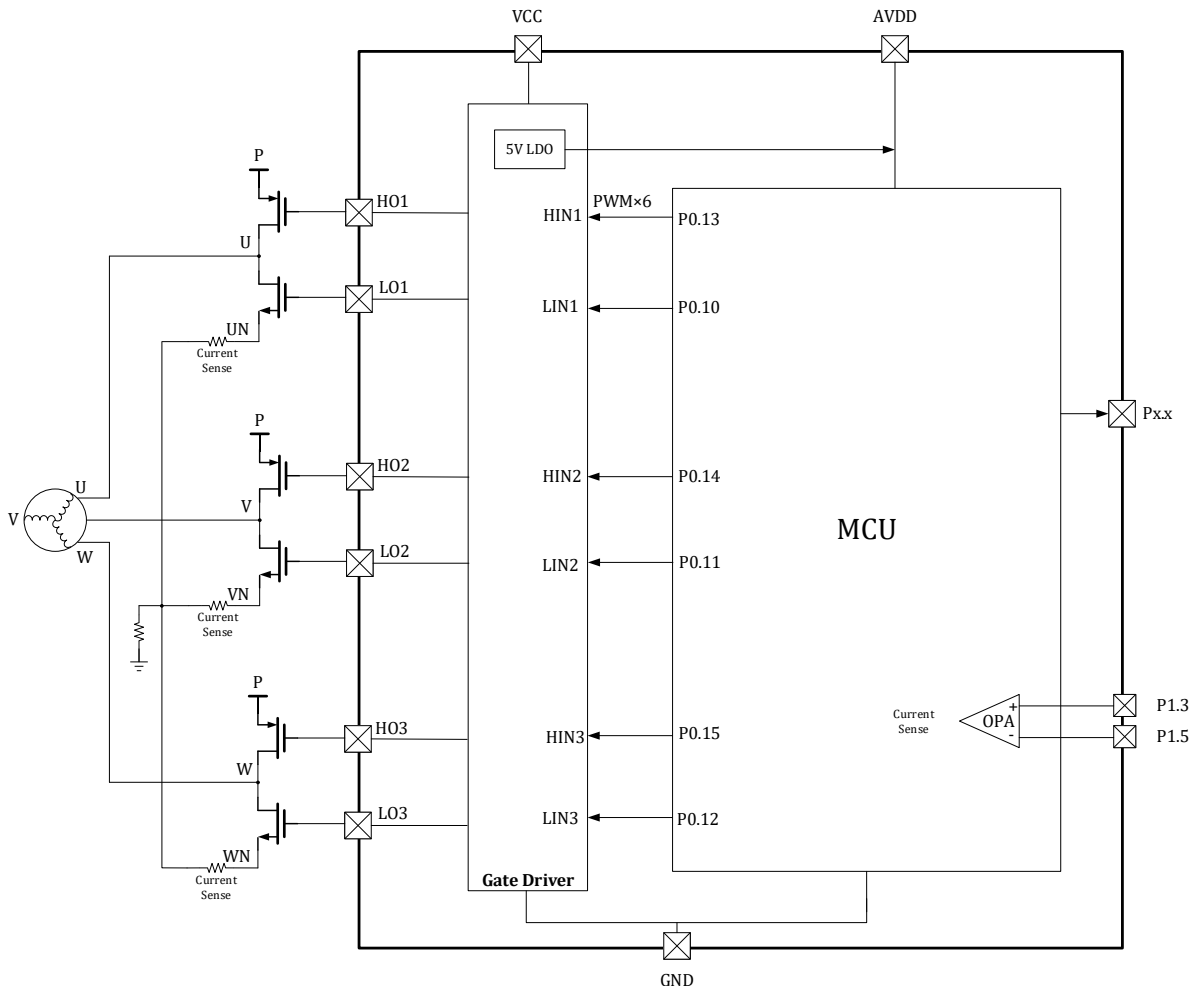 VCC
AVDD
5V LDO
P
HO1
HIN1
PWM×6
P0.13
U
LO1
LIN1
P0.10
UN
Current
Sense
Px.x
P
HO2
HIN2
P0.14
U
V
V
MCU
W
LO2
LIN2
P0.11
VN
Current
Sense
P
HO3
HIN3
P0.15
Current
Sense
+
OPA
-
P1.3
P1.5
W
LO3
LIN3
P0.12
WN
Current
Sense
Gate Driver
GND